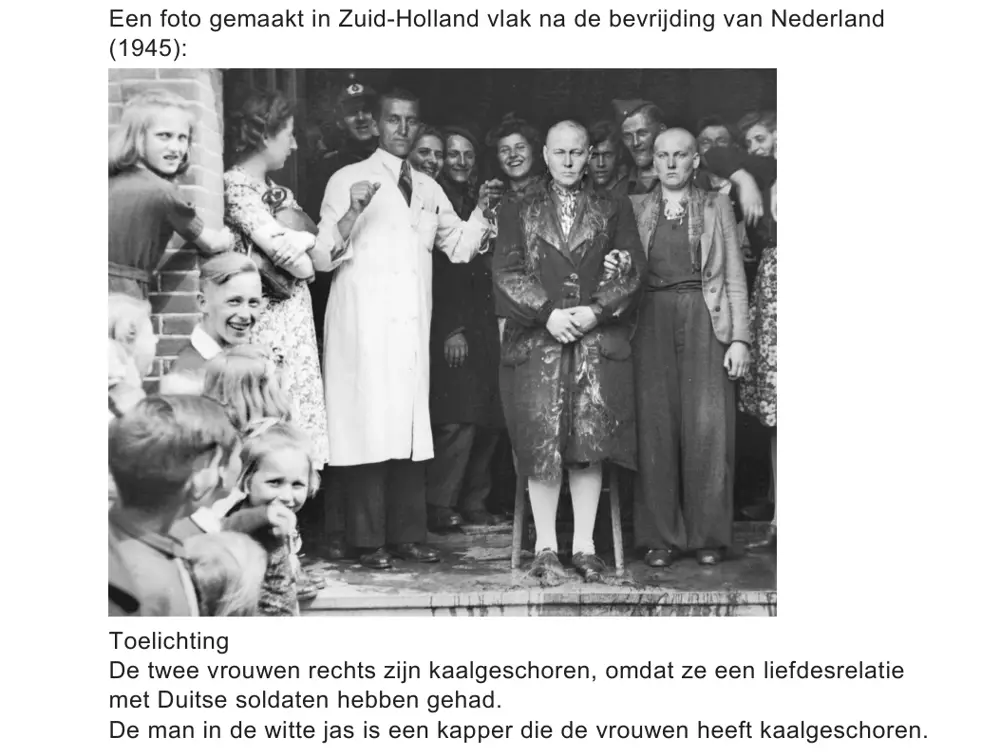 Een foto gemaakt in Zuid-Holland vlak na de bevrijding van Nederland
(1945):
Toelichting
De twee vrouwen rechts zijn kaalgeschoren, omdat ze een liefdesrelatie
met Duitse soldaten hebben gehad.
De man in de witte jas is een kapper die de vrouwen heeft kaalgeschoren.